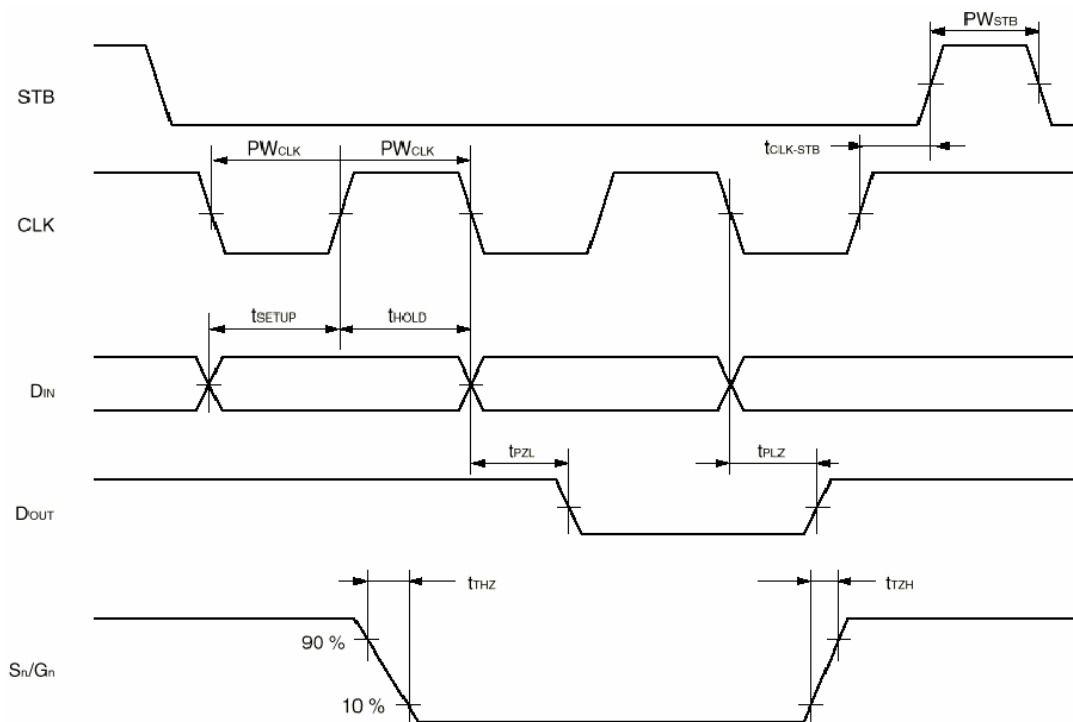 PWSTB
STB
PWCLK PWCLK
tCLK-STB
CLK
tSETUP tHOLD
DIN
tPZL tPLZ
DOUT
tTHZ tTZH
90 %
Sn/Gn
10 %